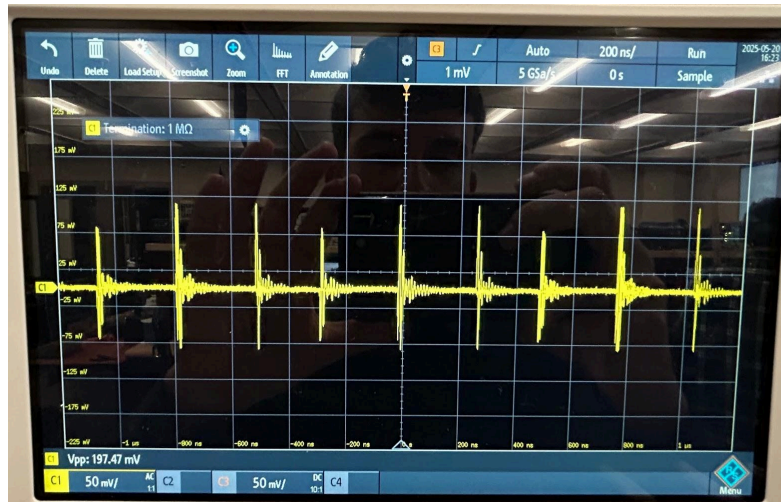 Undo
Delete
Load Setup
Screenshot
Zoom
FFT
Annotation
C3
Auto
200 ns/
Run
2025-05-20
1 mV
5 GSa/s
0 s
Sample
16:23
C1 Termination: 1 MΩ
225 mV
175 mV
125 mV
75 mV
25 mV
C1
-25 mV
-75 mV
-125 mV
-175 mV
-225 mV
-1 µs
-800 ns
-600 ns
-400 ns
-200 ns
0 s
200 ns
400 ns
600 ns
800 ns
1 µs
C1 Vpp: 197.47 mV
C1 50 mV/ AC 1:1 C2 C3 50 mV/ DC 10:1 C4
Menu